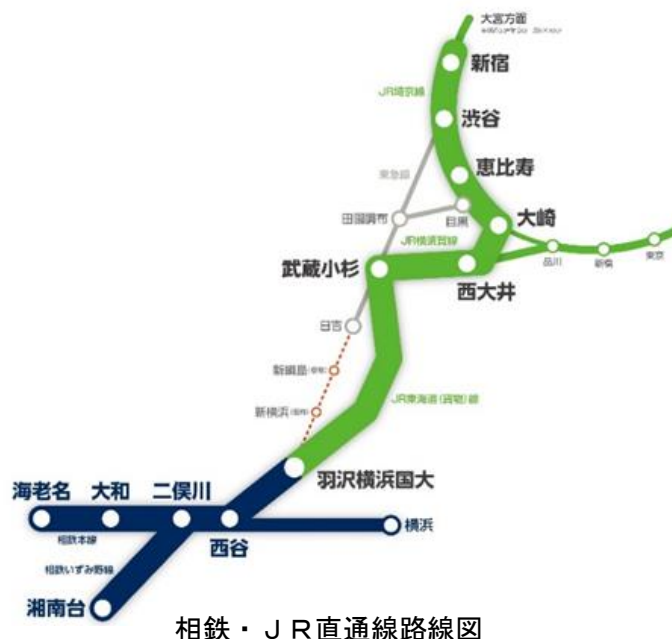 大宮方面
新宿
JR埼京線
渋谷
恵比寿
東急線
田園調布
目黒
大崎
JR横須賀線
武蔵小杉
西大井
品川
新橋
東京
日吉
新綱島(仮称)
新横浜(仮称)
JR東海道(貨物)線
羽沢横浜国大
海老名
大和
二俣川
西谷
横浜
相鉄本線
相鉄いずみ野線
湘南台
相鉄・JR直通線路線図